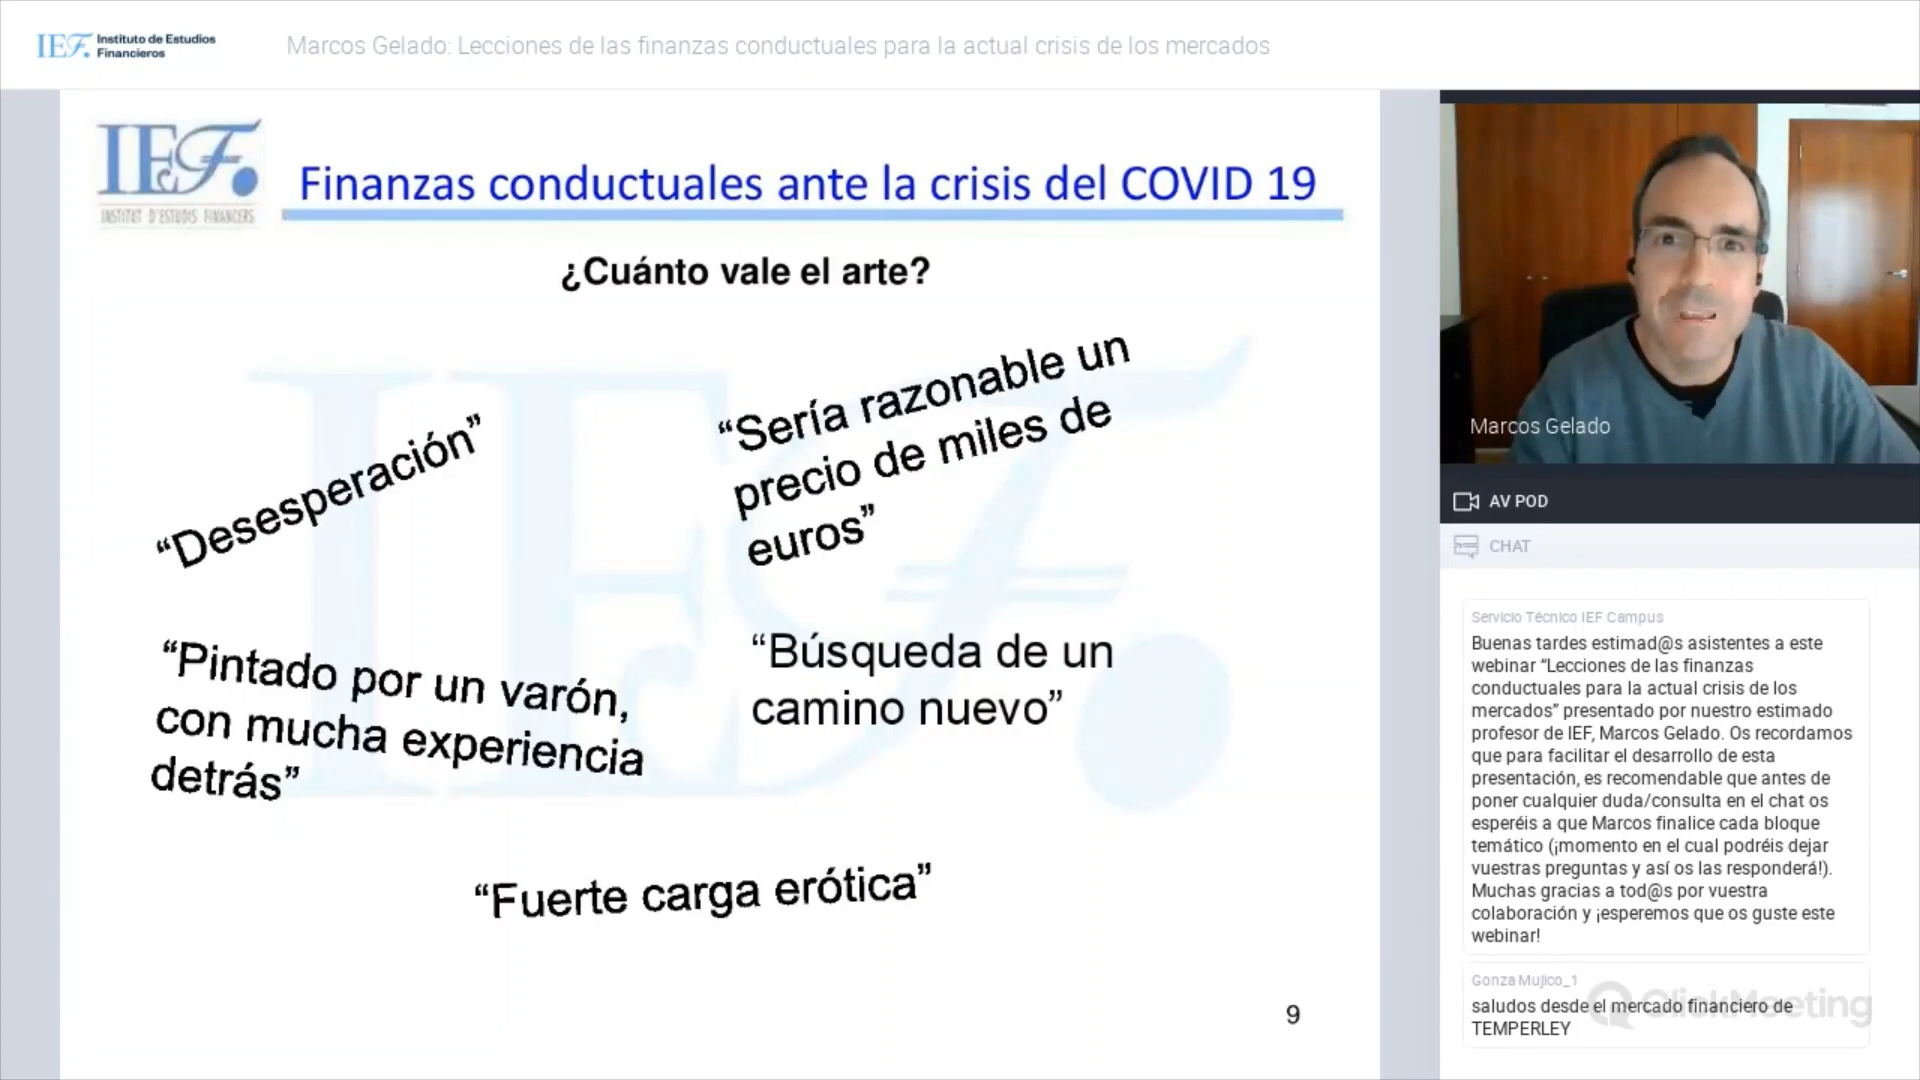 IEF. Instituto de Estudios
Financieros
Marcos Gelado: Lecciones de las finanzas conductuales para la actual crisis de los mercados
IEF.
INSTITUT D'ESTUDIS FINANCERS
Finanzas conductuales ante la crisis del COVID 19
¿Cuánto vale el arte?
“Desesperación”
“Sería razonable un
precio de miles de
euros”
“Pintado por un varón,
con mucha experiencia
detrás”
“Búsqueda de un
camino nuevo”
“Fuerte carga erótica”
9
Marcos Gelado
AV POD
CHAT
Servicio Técnico IEF Campus
Buenas tardes estimad@s asistentes a este
webinar “Lecciones de las finanzas
conductuales para la actual crisis de los
mercados” presentado por nuestro estimado
profesor de IEF, Marcos Gelado. Os recordamos
que para facilitar el desarrollo de esta
presentación, es recomendable que antes de
poner cualquier duda/consulta en el chat os
esperéis a que Marcos finalice cada bloque
temático (¡momento en el cual podréis dejar
vuestras preguntas y así os las responderá!).
Muchas gracias a tod@s por vuestra
colaboración y ¡esperemos que os guste este
webinar!
Gonza Mujico_1
saludos desde el mercado financiero de
TEMPERLEY
ClickMeeting